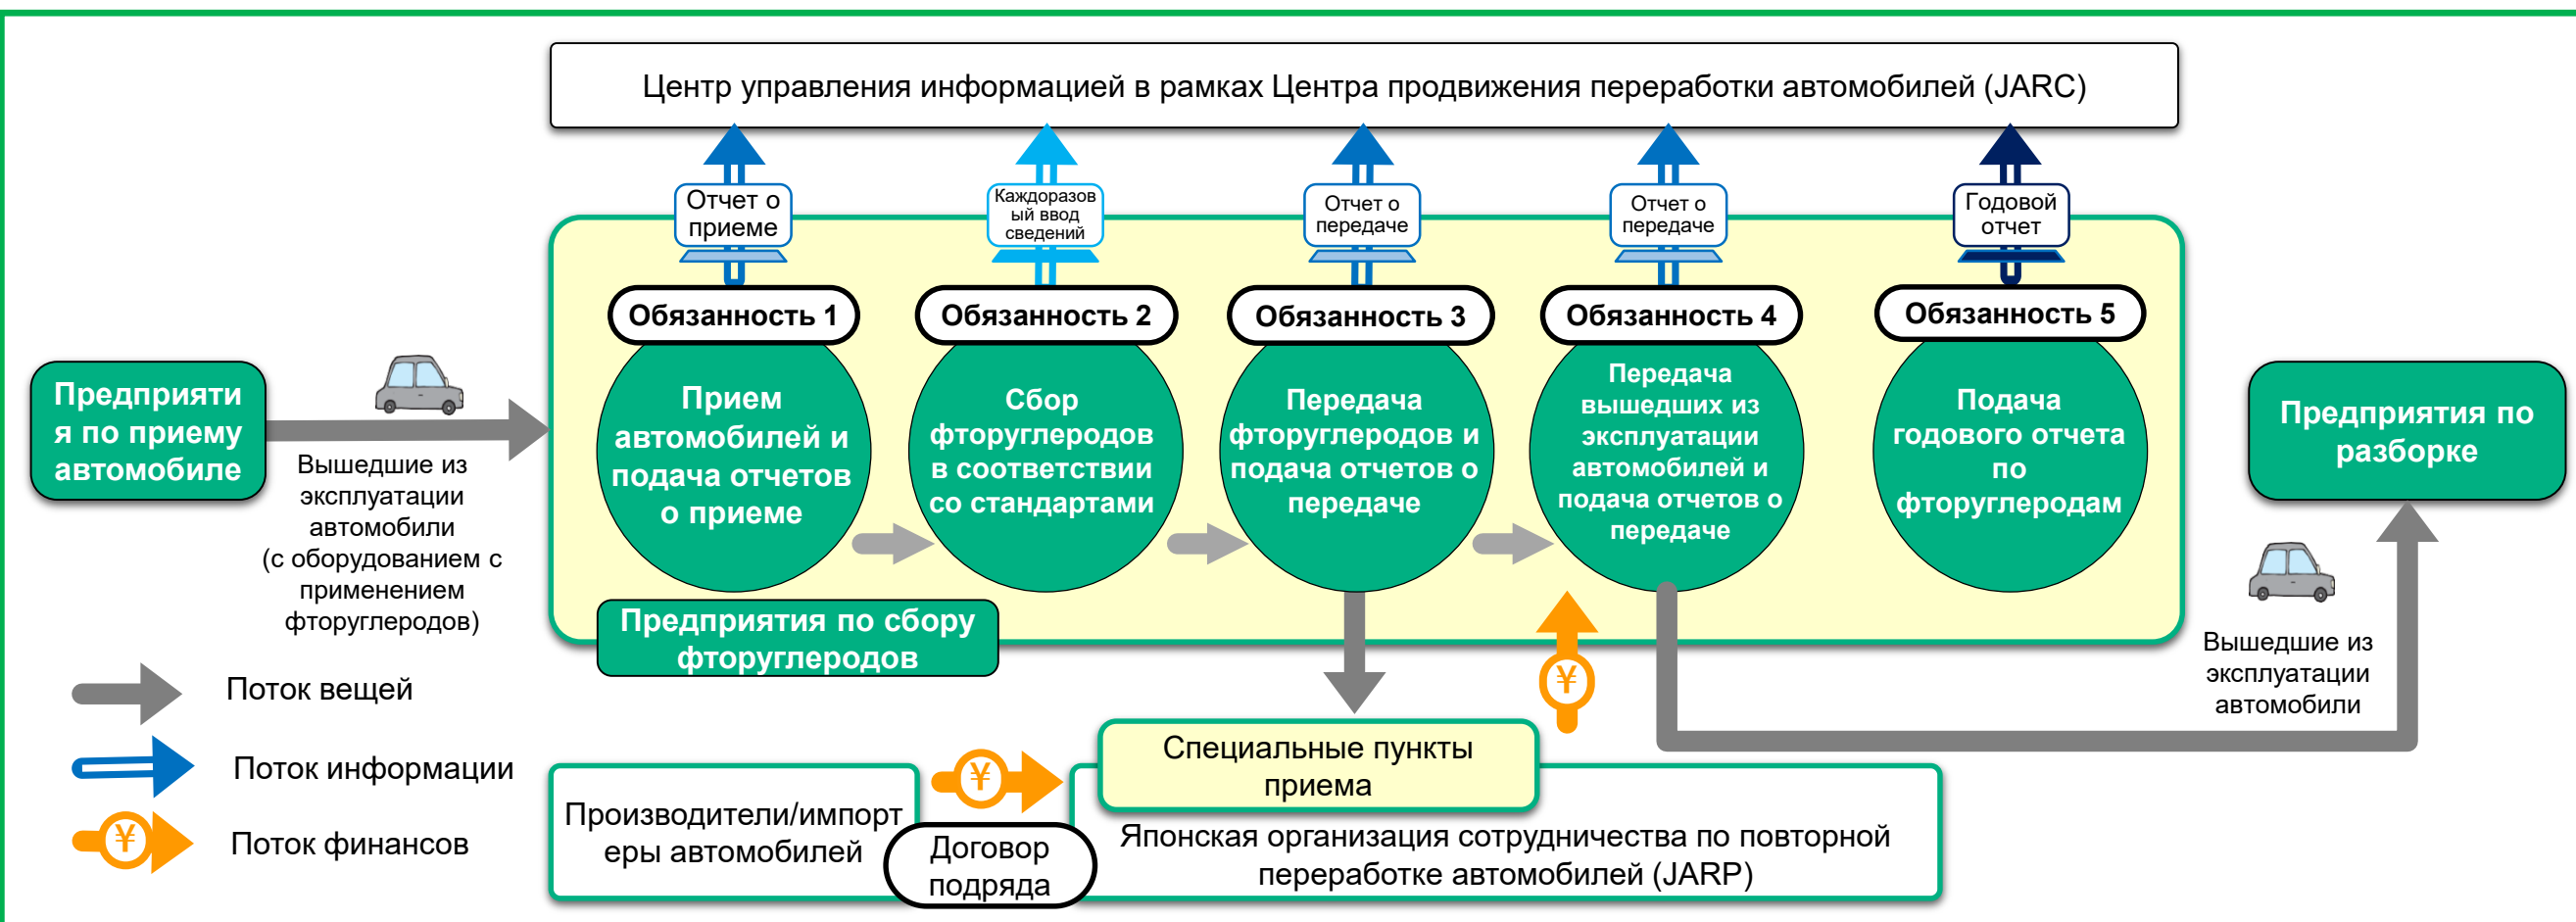 Центр управления информацией в рамках Центра продвижения переработки автомобилей (JARC)
Отчет о
приеме
Каждоразов
ый ввод
сведений
Отчет о
передаче
Отчет о
передаче
Годовой
отчет
Обязанность 1
Обязанность 2
Обязанность 3
Обязанность 4
Обязанность 5
Предприяти
я по приему
автомобиле
Вышедшие из
эксплуатации
автомобили
(с оборудованием с
применением
фторуглеродов)
Прием
автомобилей и
подача отчетов
о приеме
Сбор
фторуглеродов
в соответствии
со стандартами
Передача
фторуглеродов и
подача отчетов о
передаче
Передача
вышедших из
эксплуатации
автомобилей и
подача отчетов о
передаче
Подача
годового отчета
по
фторуглеродам
Предприятия по
разборке
Предприятия по сбору
фторуглеродов
Вышедшие из
эксплуатации
автомобили
Поток вещей
Поток информации
¥
Поток финансов
¥
¥
Специальные пункты
приема
Производители/импорт
еры автомобилей
Договор
подряда
Японская организация сотрудничества по повторной
переработке автомобилей (JARP)